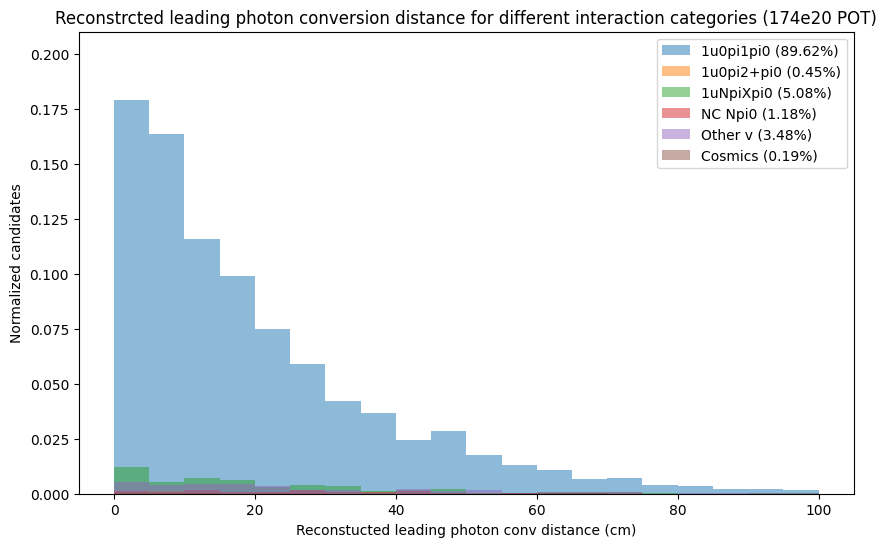 Reconstrcted leading photon conversion distance for different interaction categories (174e20 POT)
0.200
0.175
0.150
0.125
0.100
0.075
0.050
0.025
0.000
Normalized candidates
1u0pi1pi0 (89.62%)
1u0pi2+pi0 (0.45%)
1uNpiXpi0 (5.08%)
NC Npi0 (1.18%)
Other v (3.48%)
Cosmics (0.19%)
0 20 40 60 80 100
Reconstucted leading photon conv distance (cm)